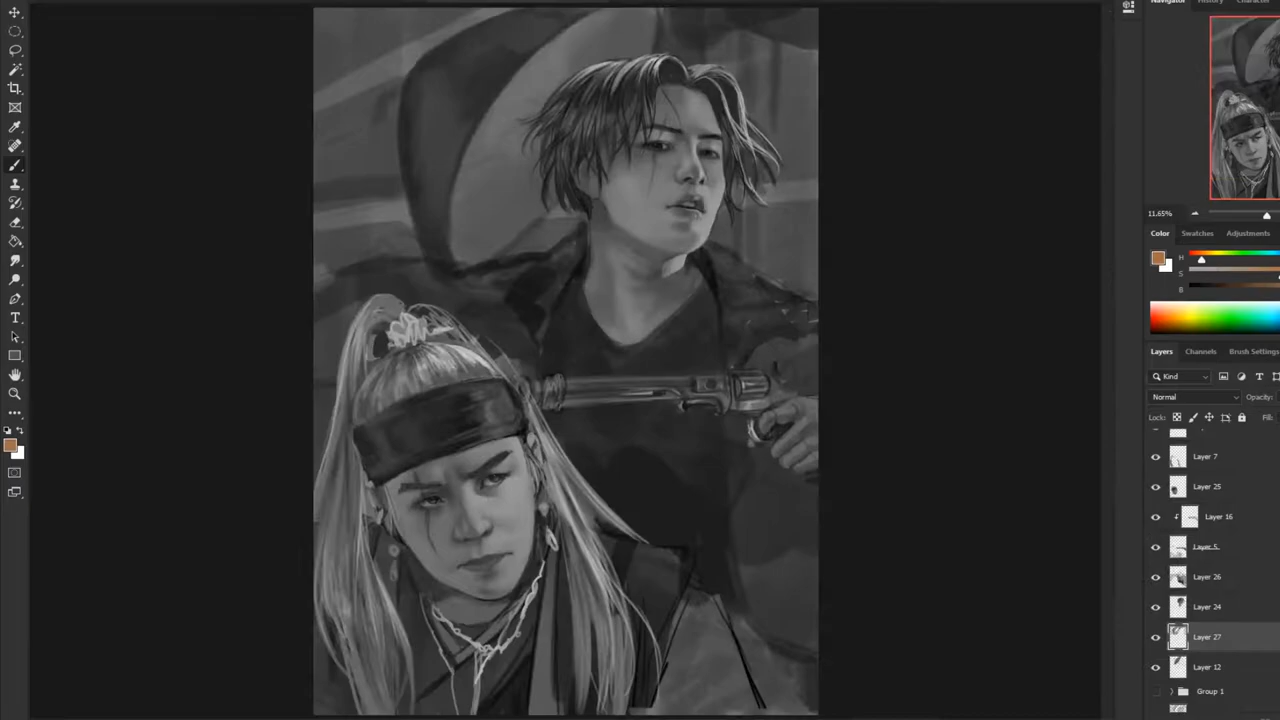 Navigator History Character
11.65%
Color Swatches Adjustments
H
S
B
Layers Channels Brush Settings
Kind
Normal Opacity:
Lock: Fill:
Layer 7
Layer 25
Layer 16
Layer 5
Layer 26
Layer 24
Layer 27
Layer 12
Group 1